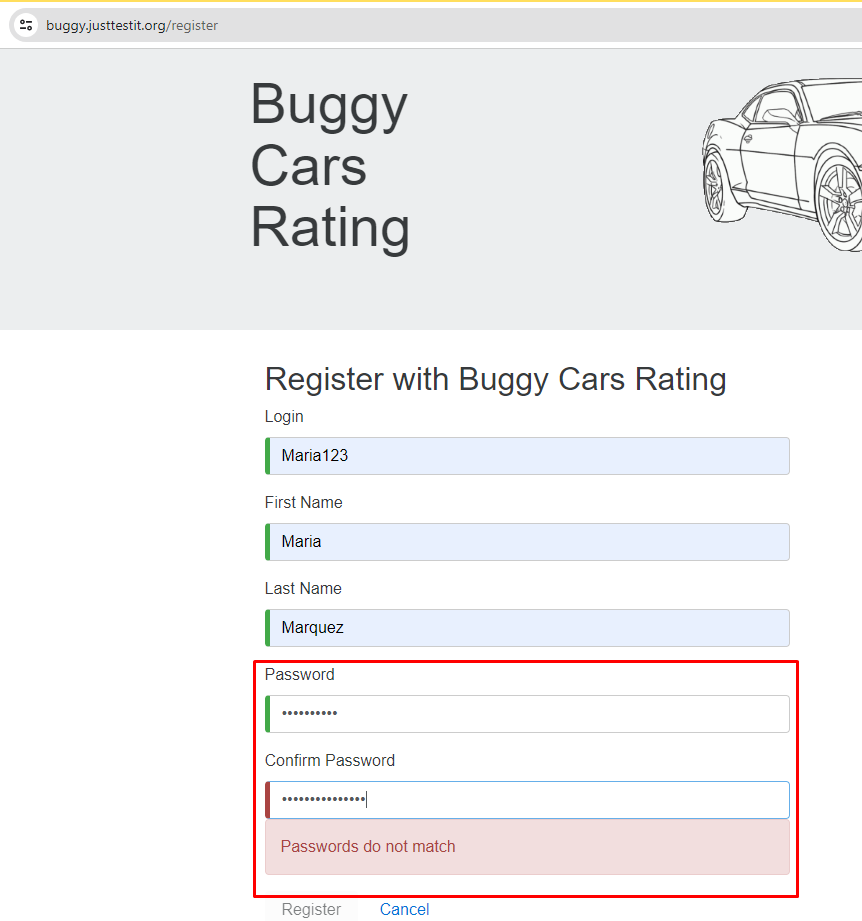 buggy.justtestit.org/register
Buggy
Cars
Rating
Register with Buggy Cars Rating
Login
Maria123
First Name
Maria
Last Name
Marquez
Password
••••••••••
Confirm Password
•••••••••••••••
Passwords do not match
Register Cancel